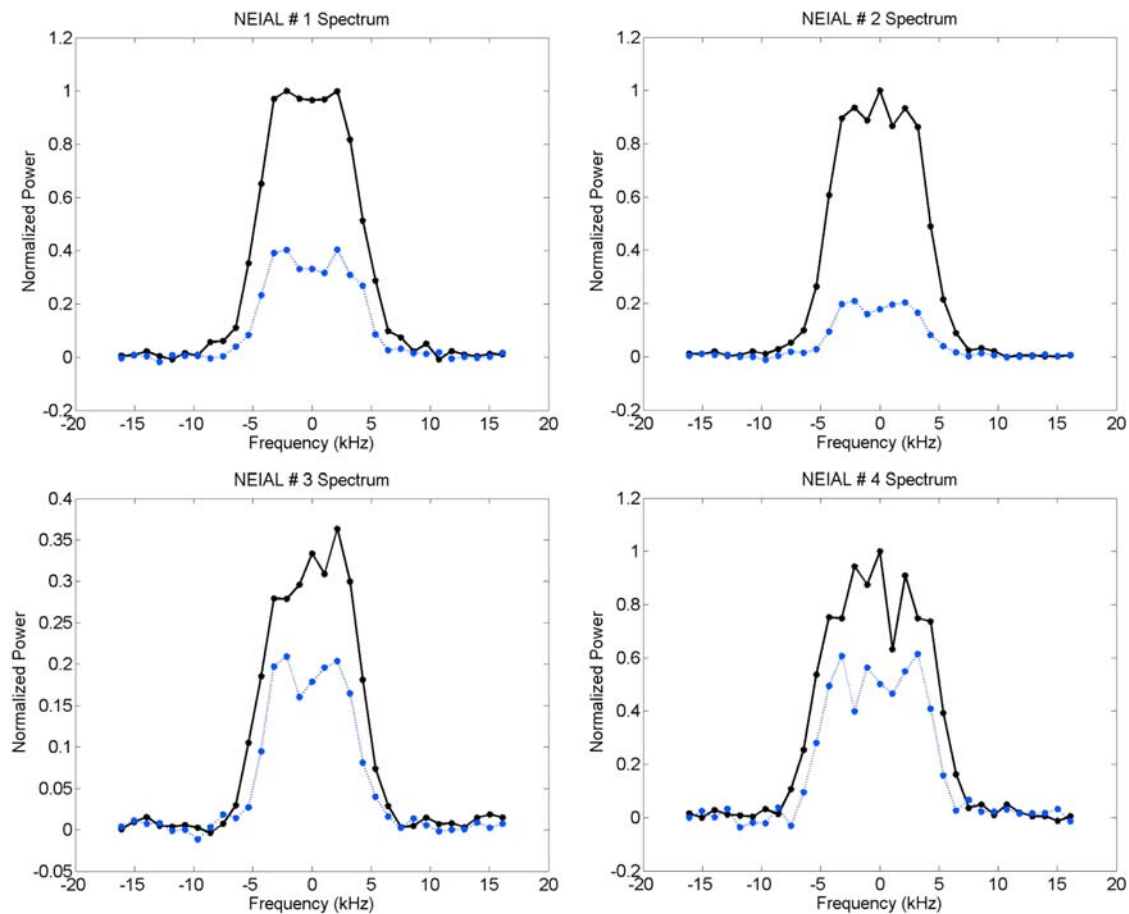 NEIAL # 1 Spectrum
1.2
1
0.8
0.6
0.4
0.2
0
-0.2
Normalized Power
-20 -15 -10 -5 0 5 10 15 20
Frequency (kHz)
NEIAL # 2 Spectrum
1.2
1
0.8
0.6
0.4
0.2
0
-0.2
Normalized Power
-20 -15 -10 -5 0 5 10 15 20
Frequency (kHz)
NEIAL # 3 Spectrum
0.4
0.35
0.3
0.25
0.2
0.15
0.1
0.05
0
-0.05
Normalized Power
-20 -15 -10 -5 0 5 10 15 20
Frequency (kHz)
NEIAL # 4 Spectrum
1.2
1
0.8
0.6
0.4
0.2
0
-0.2
Normalized Power
-20 -15 -10 -5 0 5 10 15 20
Frequency (kHz)